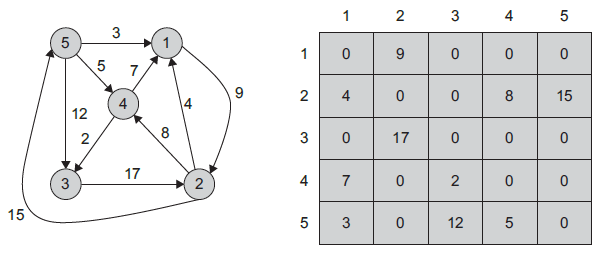 5 3 1
5 7 9
4
12 2 4
8
3 17 2
15
1 2 3 4 5
1 0 9 0 0 0
2 4 0 0 8 15
3 0 17 0 0 0
4 7 0 2 0 0
5 3 0 12 5 0